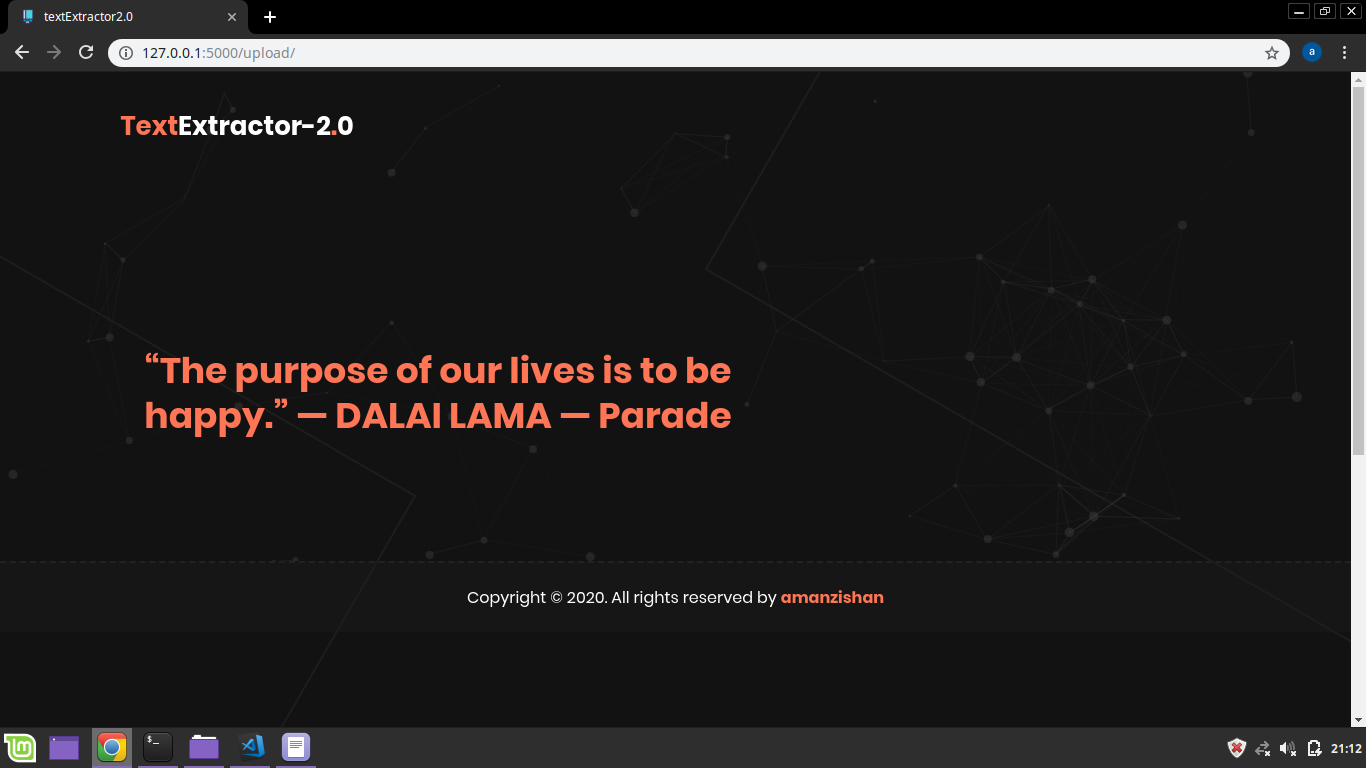 textExtractor2.0
127.0.0.1:5000/upload/
a
TextExtractor-2.0
“The purpose of our lives is to be
happy.” — DALAI LAMA — Parade
Copyright © 2020. All rights reserved by amanzishan
$_
21:12